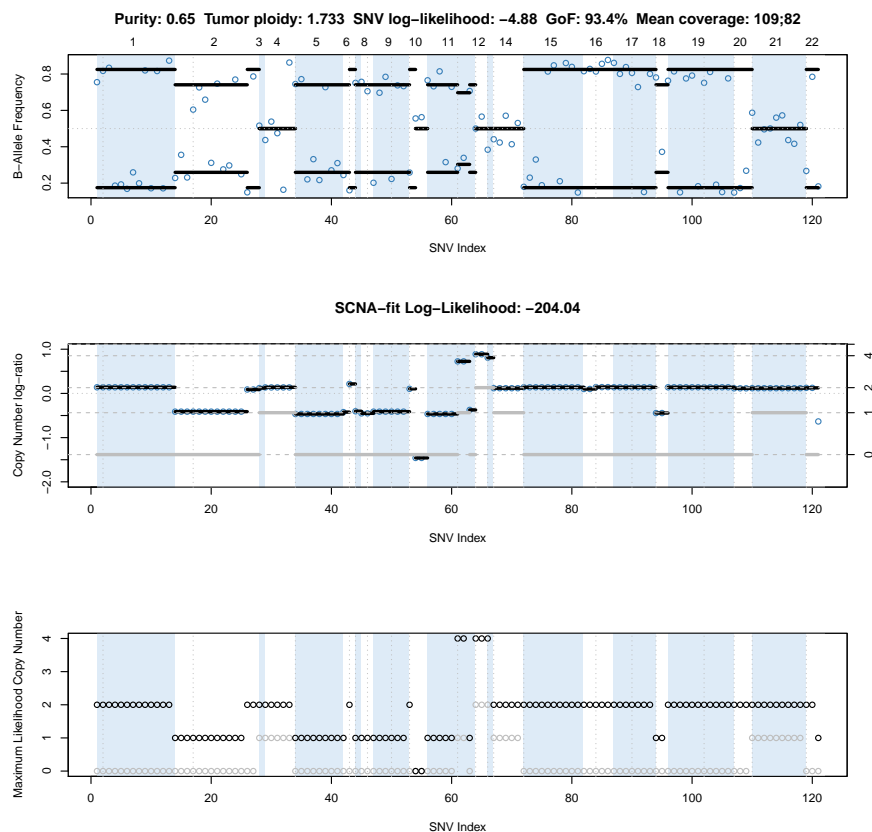 Purity: 0.65 Tumor ploidy: 1.733 SNV log−likelihood: −4.88 GoF: 93.4% Mean coverage: 109;82
1 2 3 4 5 6 8 9 10 11 12 14 15 16 17 18 19 20 21 22
B−Allele Frequency
0.8
0.6
0.4
0.2
0 20 40 60 80 100 120
SNV Index
SCNA−fit Log−Likelihood: −204.04
Copy Number log−ratio
1.0
0.0
−1.0
−2.0
4
2
1
0
0 20 40 60 80 100 120
SNV Index
Maximum Likelihood Copy Number
4
3
2
1
0
0 20 40 60 80 100 120
SNV Index